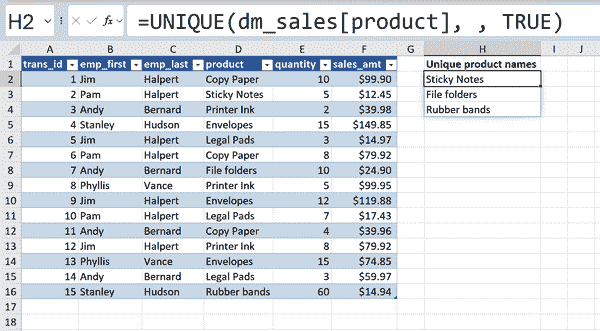 H2 fx =UNIQUE(dm_sales[product], , TRUE)
A B C D E F G H I J
1 trans_id emp_first emp_last product quantity sales_amt Unique product names
2 1 Jim Halpert Copy Paper 10 $99.90 Sticky Notes
3 2 Pam Halpert Sticky Notes 5 $12.45 File folders
4 3 Andy Bernard Printer Ink 2 $39.98 Rubber bands
5 4 Stanley Hudson Envelopes 15 $149.85
6 5 Jim Halpert Legal Pads 3 $14.97
7 6 Pam Halpert Copy Paper 8 $79.92
8 7 Andy Bernard File folders 10 $24.90
9 8 Phyllis Vance Printer Ink 5 $99.95
10 9 Jim Halpert Envelopes 12 $119.88
11 10 Pam Halpert Legal Pads 7 $17.43
12 11 Andy Bernard Copy Paper 4 $39.96
13 12 Jim Halpert Printer Ink 8 $79.92
14 13 Phyllis Vance Envelopes 15 $74.85
15 14 Andy Bernard Legal Pads 3 $59.97
16 15 Stanley Hudson Rubber bands 60 $14.94
17
18